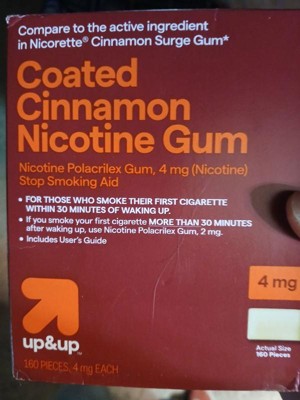 Compare to the active ingredient
in Nicorette® Cinnamon Surge Gum*
Coated
Cinnamon
Nicotine Gum
Nicotine Polacrilex Gum, 4 mg (Nicotine)
Stop Smoking Aid
• FOR THOSE WHO SMOKE THEIR FIRST CIGARETTE
WITHIN 30 MINUTES OF WAKING UP.
• If you smoke your first cigarette MORE THAN 30 MINUTES
after waking up, use Nicotine Polacrilex Gum, 2 mg.
• Includes User's Guide
4 mg
up&up™
Actual Size
160 Pieces
160 PIECES, 4 mg EACH